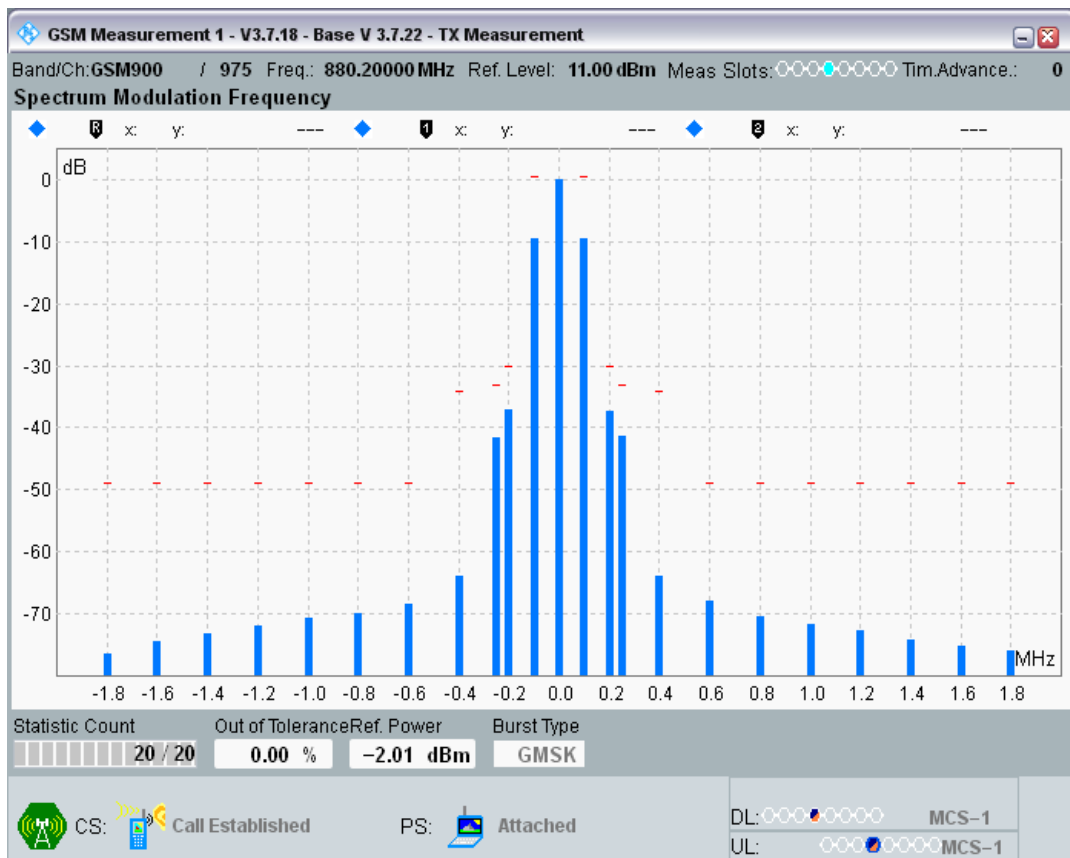 GSM Measurement 1 - V3.7.18 - Base V 3.7.22 - TX Measurement
Band/Ch:GSM900 / 975 Freq.: 880.20000 MHz Ref. Level: 11.00 dBm Meas Slots: Tim.Advance.: 0
Spectrum Modulation Frequency
R x: y: --- 1 x: y: --- 2 x: y: ---
dB
0
-10
-20
-30
-40
-50
-60
-70
MHz
-1.8 -1.6 -1.4 -1.2 -1.0 -0.8 -0.6 -0.4 -0.2 0.0 0.2 0.4 0.6 0.8 1.0 1.2 1.4 1.6 1.8
Statistic Count Out of Tolerance Ref. Power Burst Type
20 / 20 0.00 % −2.01 dBm GMSK
CS: Call Established PS: Attached
DL: MCS−1
UL: MCS−1